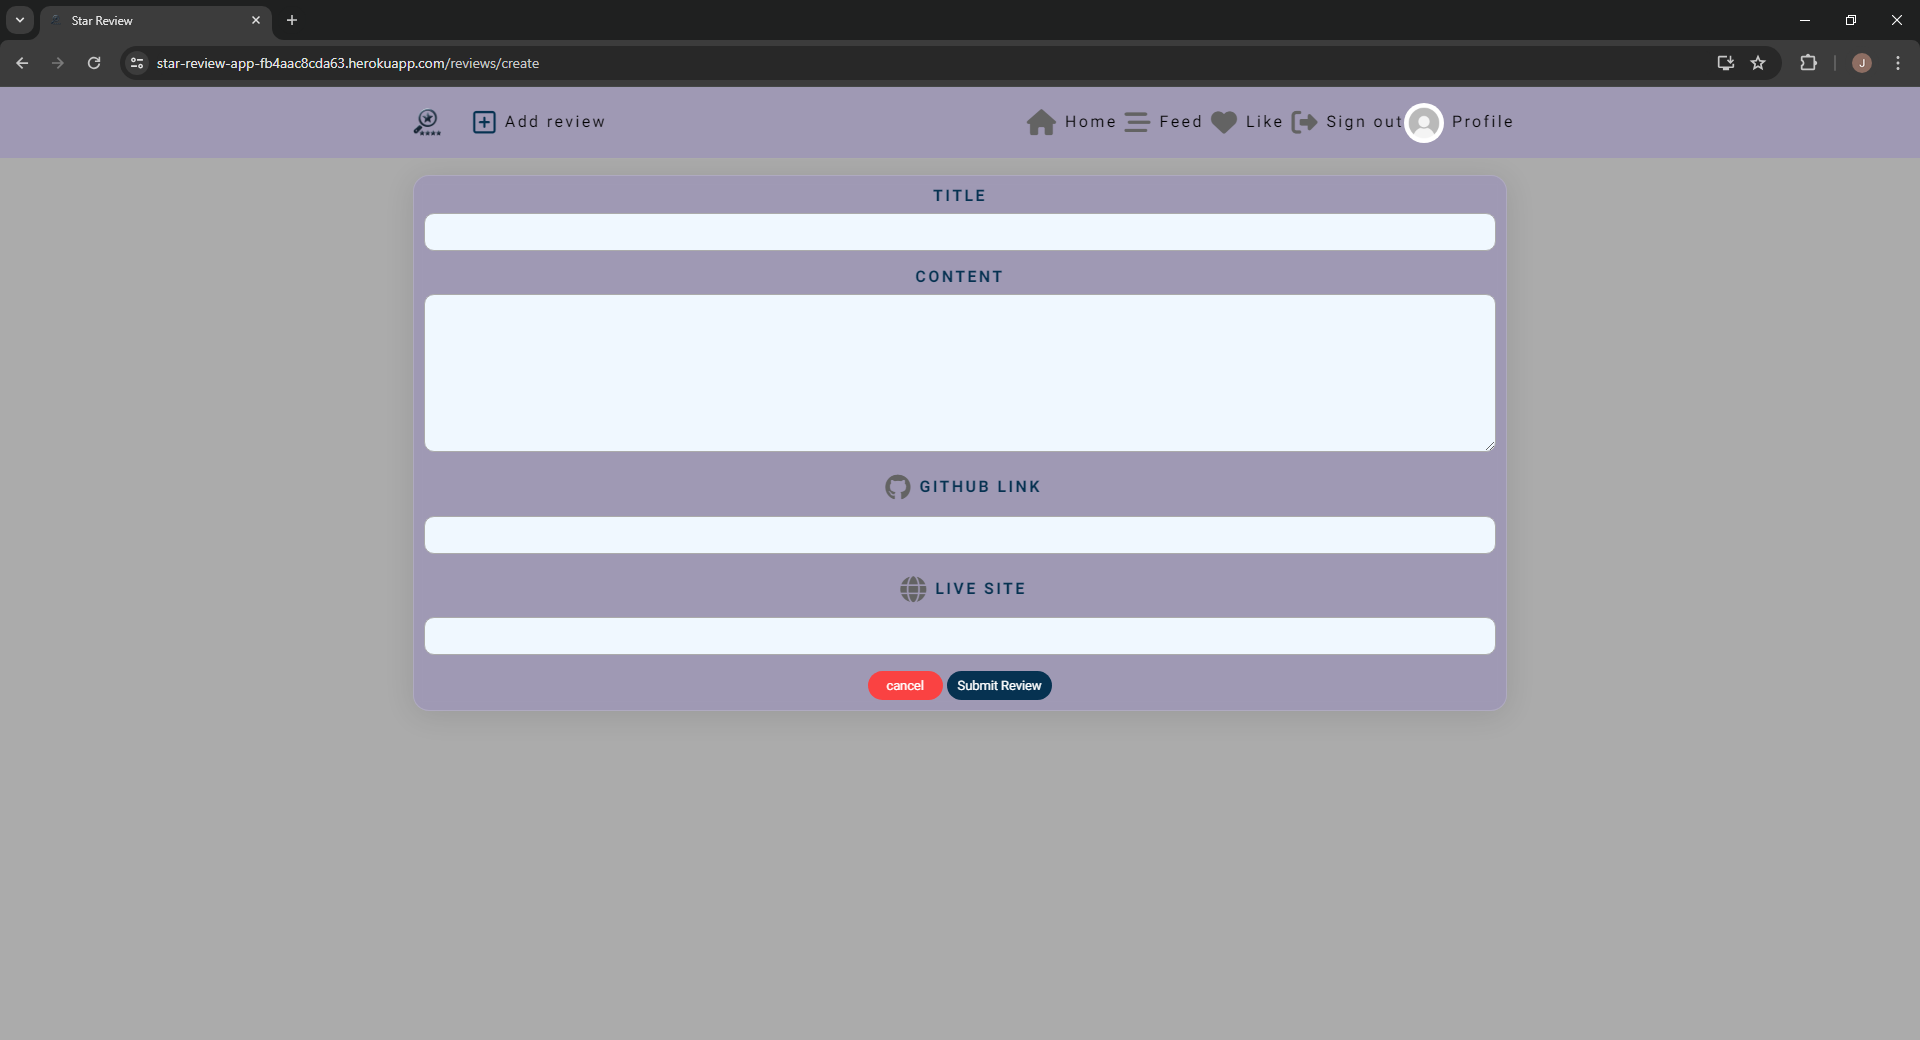 Star Review
star-review-app-fb4aac8cda63.herokuapp.com/reviews/create
J
Add review Home Feed Like Sign out Profile
TITLE
CONTENT
GITHUB LINK
LIVE SITE
cancel Submit Review